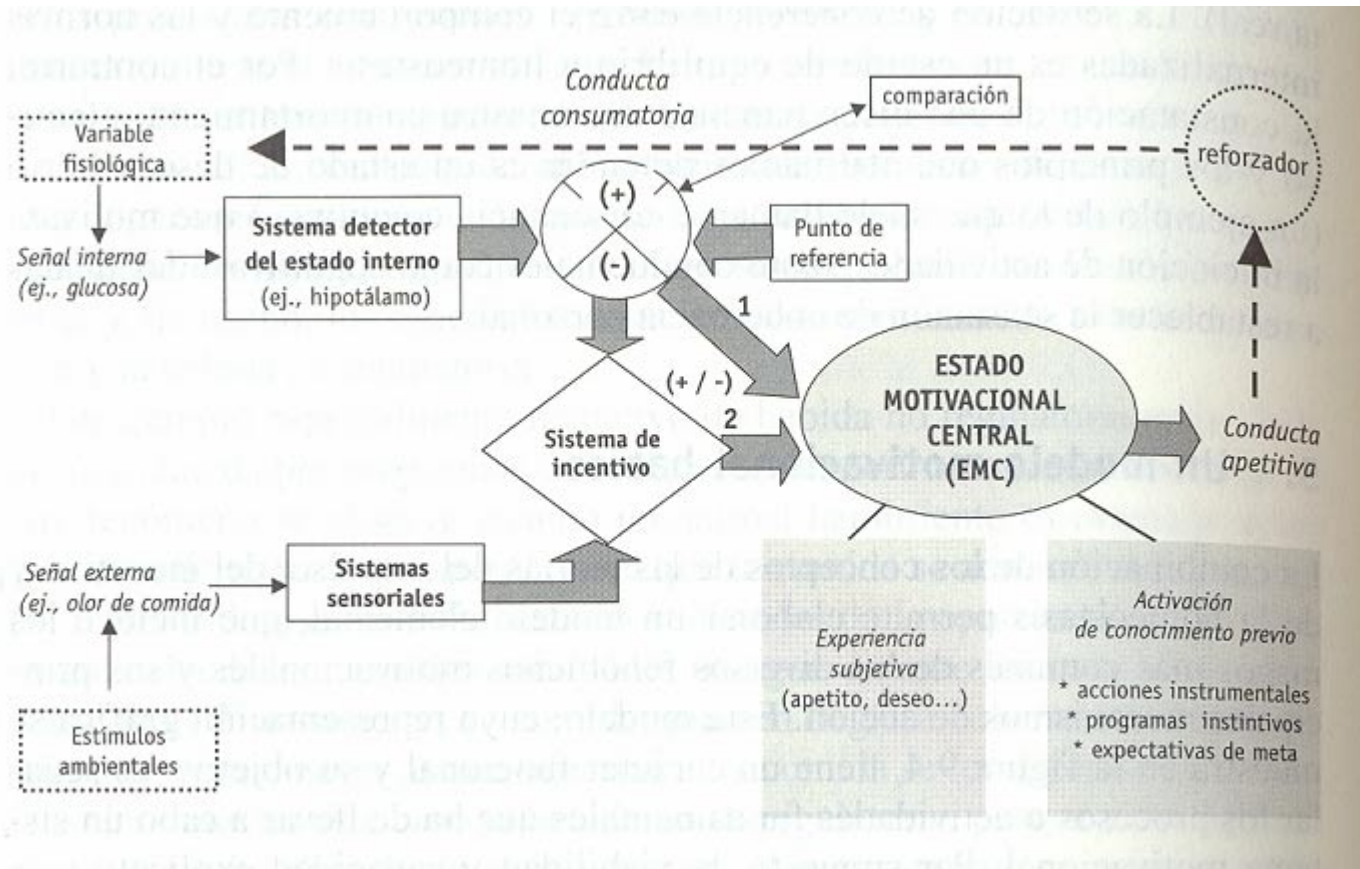 Conducta
consumatoria
comparación
Variable
fisiológica
reforzador
(+)
(-)
Sistema detector
del estado interno
(ej., hipotálamo)
Punto de
referencia
Señal interna
(ej., glucosa)
1
(+ / -)
2
ESTADO
MOTIVACIONAL
CENTRAL
(EMC)
Sistema de
incentivo
Conducta
apetitiva
Señal externa
(ej., olor de comida)
Sistemas
sensoriales
Experiencia
subjetiva
(apetito, deseo...)
Activación
de conocimiento previo
* acciones instrumentales
* programas instintivos
* expectativas de meta
Estímulos
ambientales